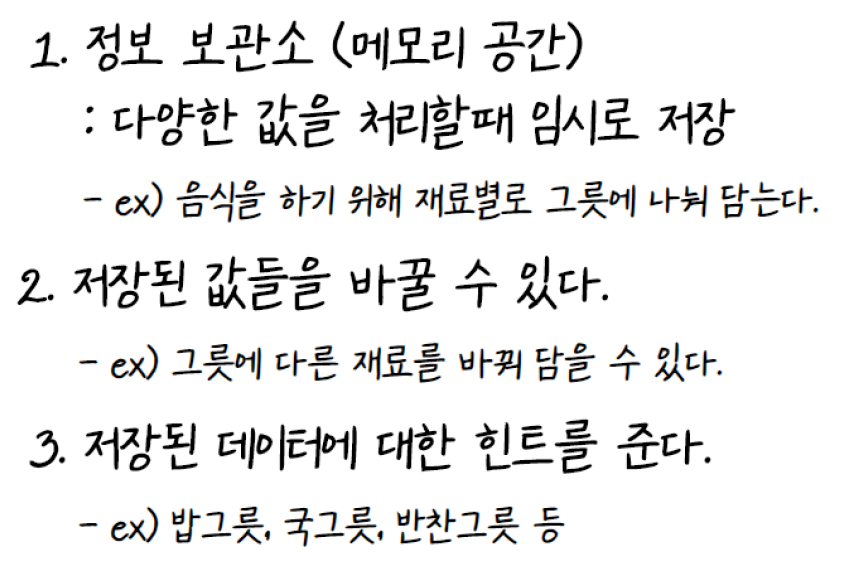 1. 정보 보관소 (메모리 공간)
: 다양한 값을 처리할때 임시로 저장
- ex) 음식을 하기 위해 재료별로 그릇에 나눠 담는다.
2. 저장된 값들을 바꿀 수 있다.
- ex) 그릇에 다른 재료를 바꿔 담을 수 있다.
3. 저장된 데이터에 대한 힌트를 준다.
- ex) 밥그릇, 국그릇, 반찬그릇 등